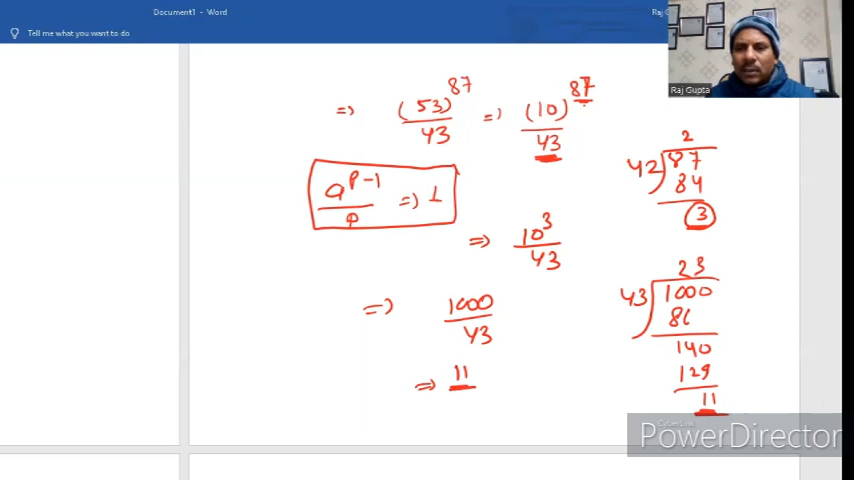 Document1 - Word
Raj
Tell me what you want to do
Raj Gupta
=> (53)^87 / 43 => (10)^87 / 43
a^p-1 / p => 1
=> 10^3 / 43
=> 1000 / 43
=> 11
2
42 87
84
3
23
43 1000
86
140
129
11
CyberLink
PowerDirector